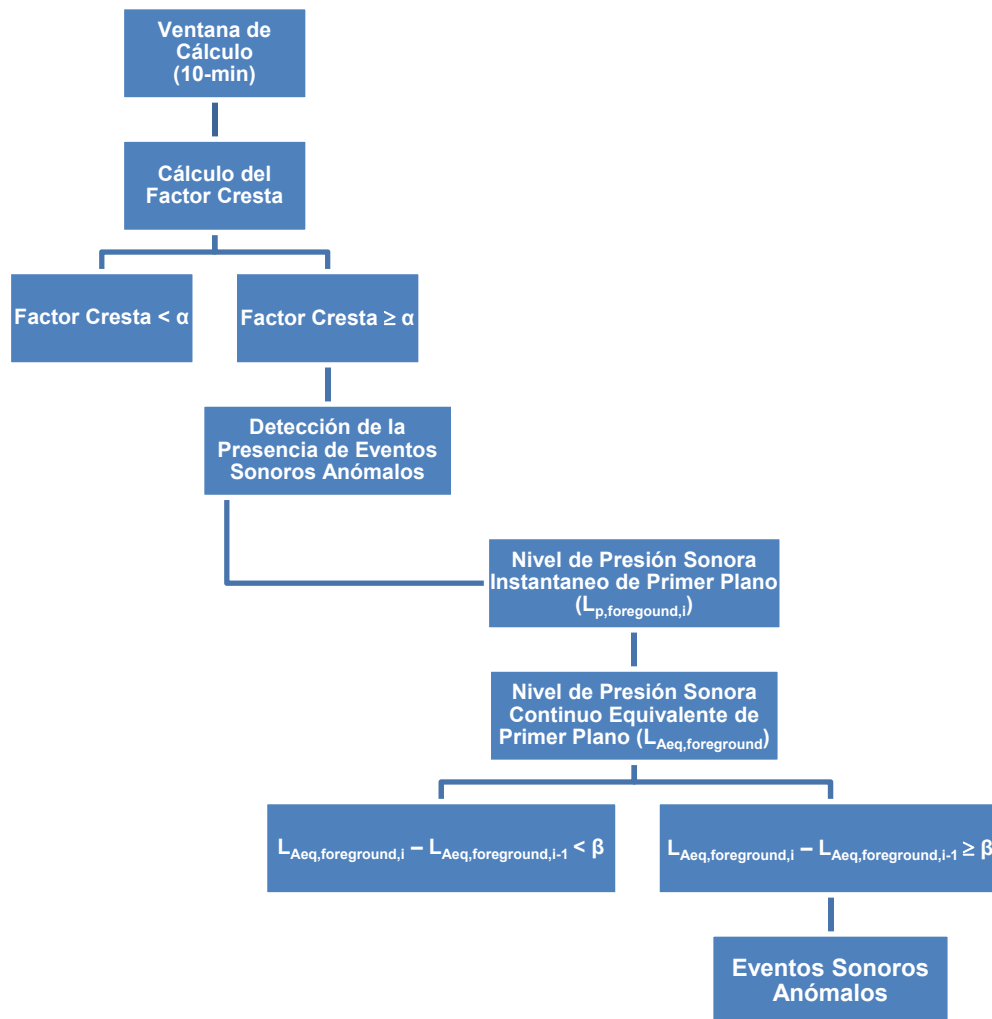 Ventana de
Cálculo
(10-min)
Cálculo del
Factor Cresta
Factor Cresta < α
Factor Cresta ≥ α
Detección de la
Presencia de Eventos
Sonoros Anómalos
Nivel de Presión Sonora
Instantaneo de Primer Plano
(Lp,foregound,i)
Nivel de Presión Sonora
Continuo Equivalente de
Primer Plano (LAeq,foreground)
LAeq,foreground,i – LAeq,foreground,i-1 < β
LAeq,foreground,i – LAeq,foreground,i-1 ≥ β
Eventos Sonoros
Anómalos